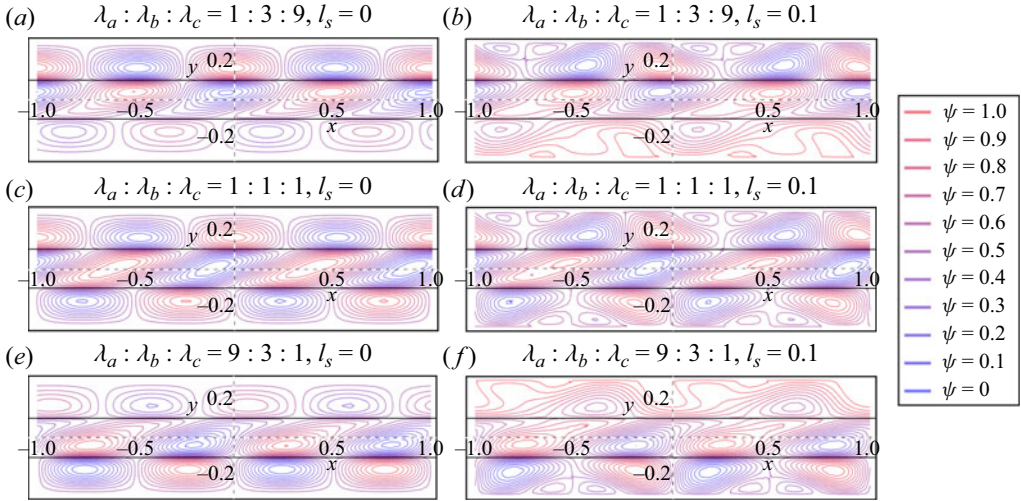 (a) λa : λb : λc = 1 : 3 : 9, ls = 0
y 0.2
−1.0 −0.5 0.5 1.0
x
−0.2
(b) λa : λb : λc = 1 : 3 : 9, ls = 0.1
y 0.2
−1.0 −0.5 0.5 1.0
x
−0.2
(c) λa : λb : λc = 1 : 1 : 1, ls = 0
y 0.2
−1.0 −0.5 0.5 1.0
x
−0.2
(d) λa : λb : λc = 1 : 1 : 1, ls = 0.1
y 0.2
−1.0 −0.5 0.5 1.0
x
−0.2
(e) λa : λb : λc = 9 : 3 : 1, ls = 0
y 0.2
−1.0 −0.5 0.5 1.0
x
−0.2
(f) λa : λb : λc = 9 : 3 : 1, ls = 0.1
y 0.2
−1.0 −0.5 0.5 1.0
x
−0.2
ψ = 1.0
ψ = 0.9
ψ = 0.8
ψ = 0.7
ψ = 0.6
ψ = 0.5
ψ = 0.4
ψ = 0.3
ψ = 0.2
ψ = 0.1
ψ = 0